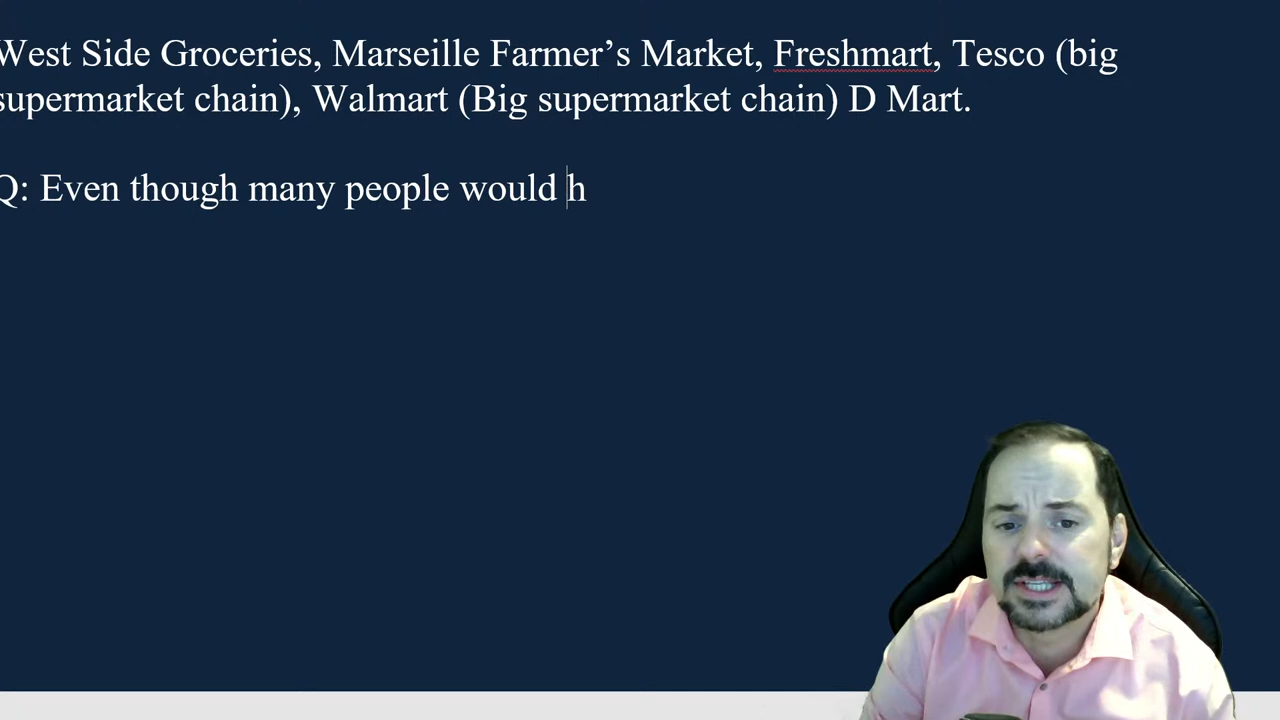 West Side Groceries, Marseille Farmer’s Market, Freshmart, Tesco (big
supermarket chain), Walmart (Big supermarket chain) D Mart.
Q: Even though many people would h